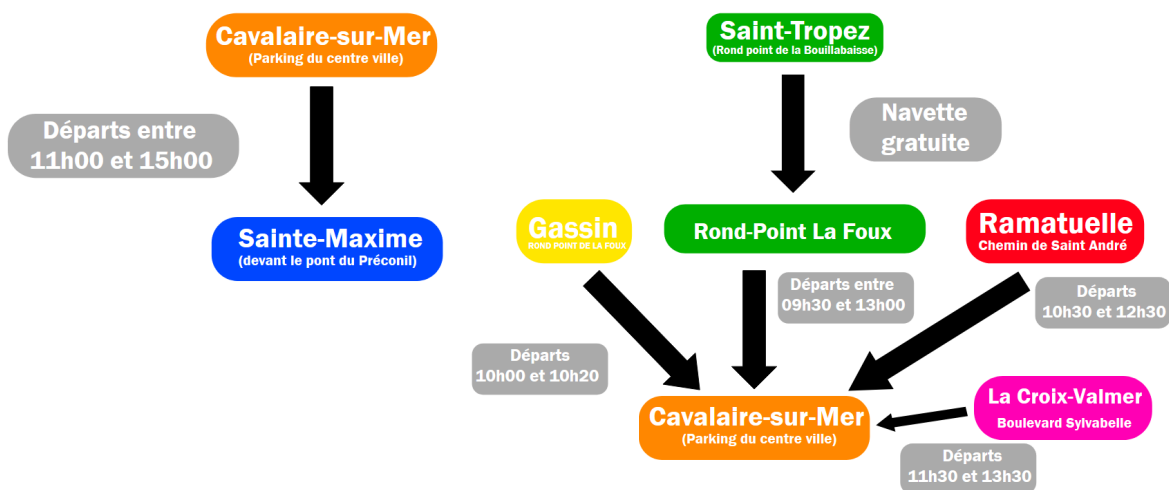 Cavalaire-sur-Mer
(Parking du centre ville)
Départs entre
11h00 et 15h00
Sainte-Maxime
(devant le pont du Préconil)
Saint-Tropez
(Rond point de la Bouillabaisse)
Navette
gratuite
Gassin
ROND POINT DE LA FOUX
Rond-Point La Foux
Ramatuelle
Chemin de Saint André
Départs entre
09h30 et 13h00
Départs
10h30 et 12h30
Départs
10h00 et 10h20
Cavalaire-sur-Mer
(Parking du centre ville)
La Croix-Valmer
Boulevard Sylvabelle
Départs
11h30 et 13h30